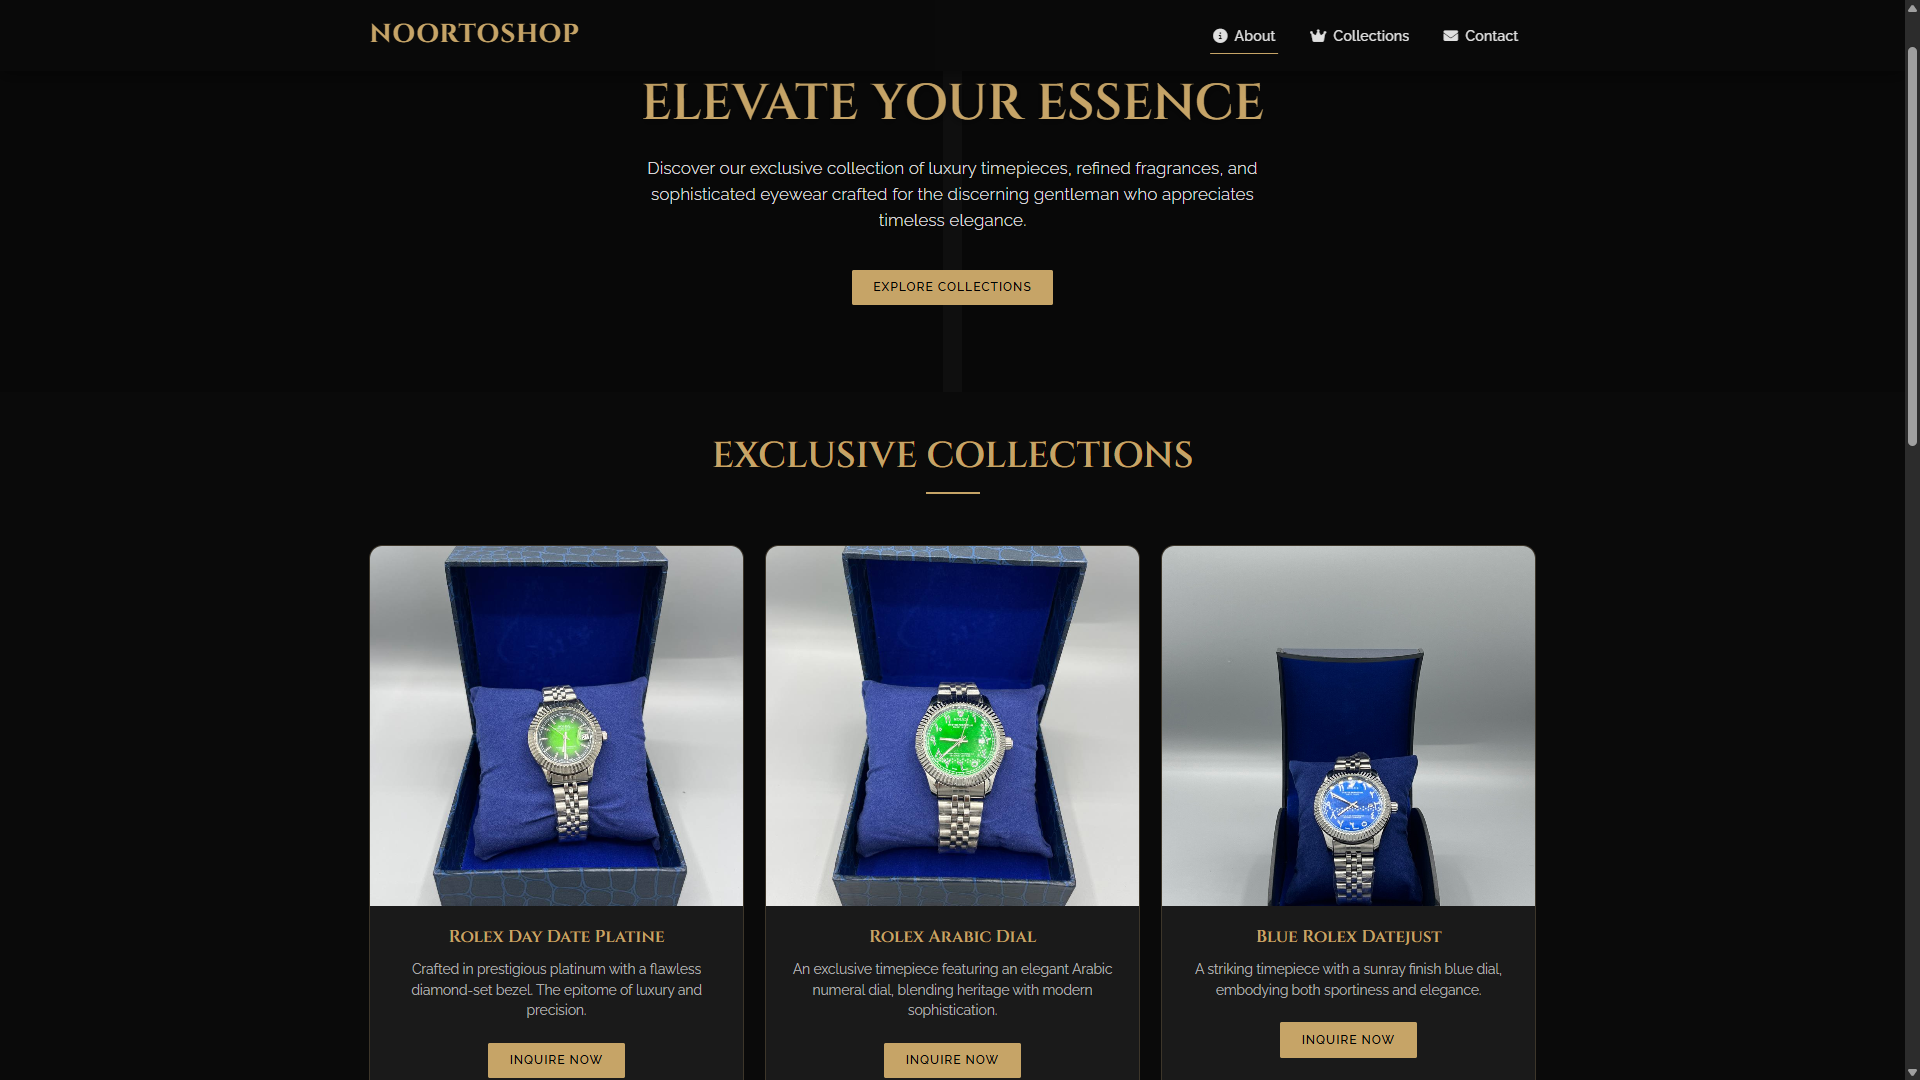 NOORTOSHOP
About
Collections
Contact
ELEVATE YOUR ESSENCE
Discover our exclusive collection of luxury timepieces, refined fragrances, and
sophisticated eyewear crafted for the discerning gentleman who appreciates
timeless elegance.
EXPLORE COLLECTIONS
EXCLUSIVE COLLECTIONS
ROLEX DAY DATE PLATINE
Crafted in prestigious platinum with a flawless
diamond-set bezel. The epitome of luxury and
precision.
INQUIRE NOW
ROLEX ARABIC DIAL
An exclusive timepiece featuring an elegant Arabic
numeral dial, blending heritage with modern
sophistication.
INQUIRE NOW
BLUE ROLEX DATEJUST
A striking timepiece with a sunray finish blue dial,
embodying both sportiness and elegance.
INQUIRE NOW